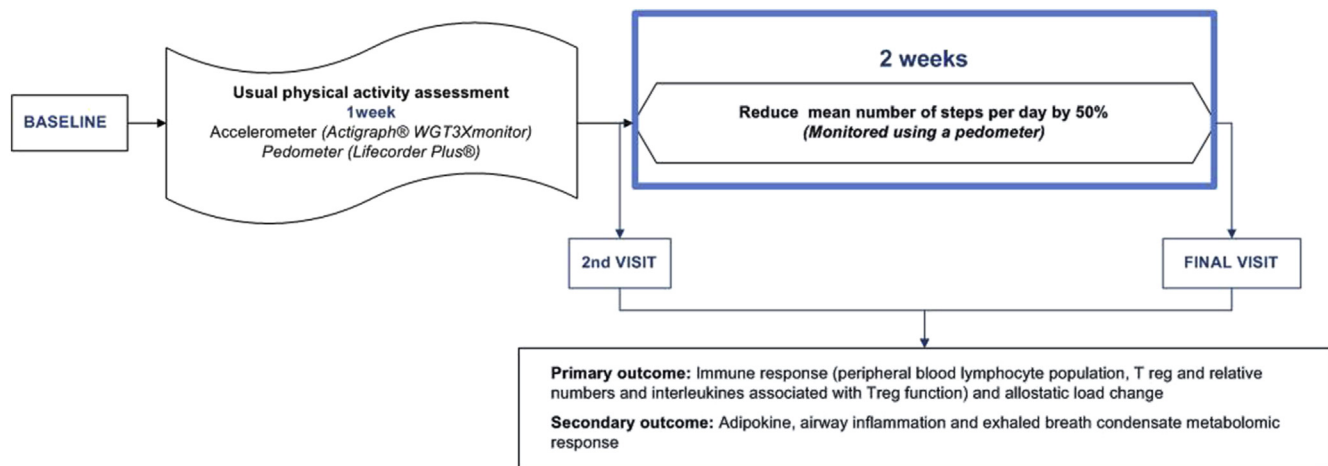 BASELINE
Usual physical activity assessment
1week
Accelerometer (Actigraph® WGT3Xmonitor)
Pedometer (Lifecorder Plus®)
2 weeks
Reduce mean number of steps per day by 50%
(Monitored using a pedometer)
2nd VISIT
FINAL VISIT
Primary outcome: Immune response (peripheral blood lymphocyte population, T reg and relative
numbers and interleukines associated with Treg function) and allostatic load change
Secondary outcome: Adipokine, airway inflammation and exhaled breath condensate metabolomic
response